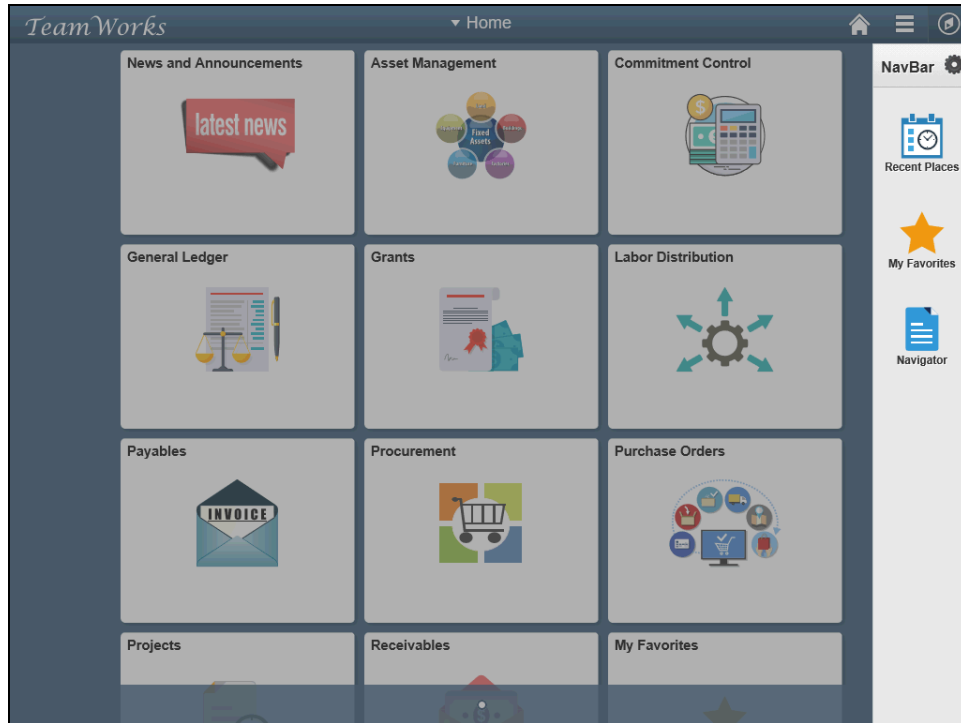 TeamWorks
Home
NavBar
News and Announcements
latest news
Asset Management
Fixed
Assets
Commitment Control
Recent Places
My Favorites
General Ledger
Grants
Labor Distribution
Navigator
Payables
INVOICE
Procurement
Purchase Orders
Projects
Receivables
My Favorites